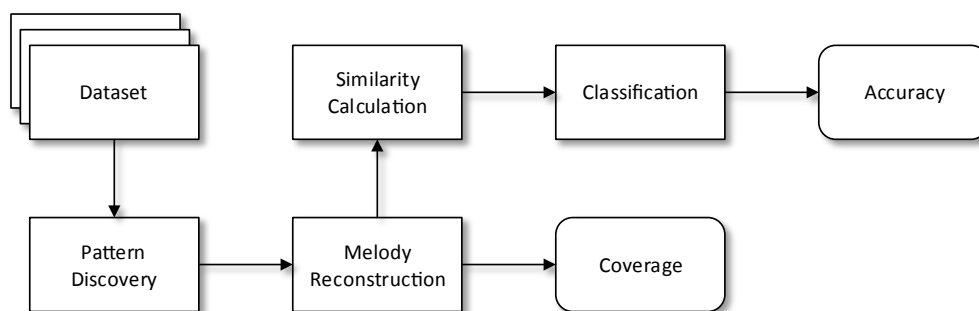 Dataset
Similarity
Calculation
Classification
Accuracy
Pattern
Discovery
Melody
Reconstruction
Coverage